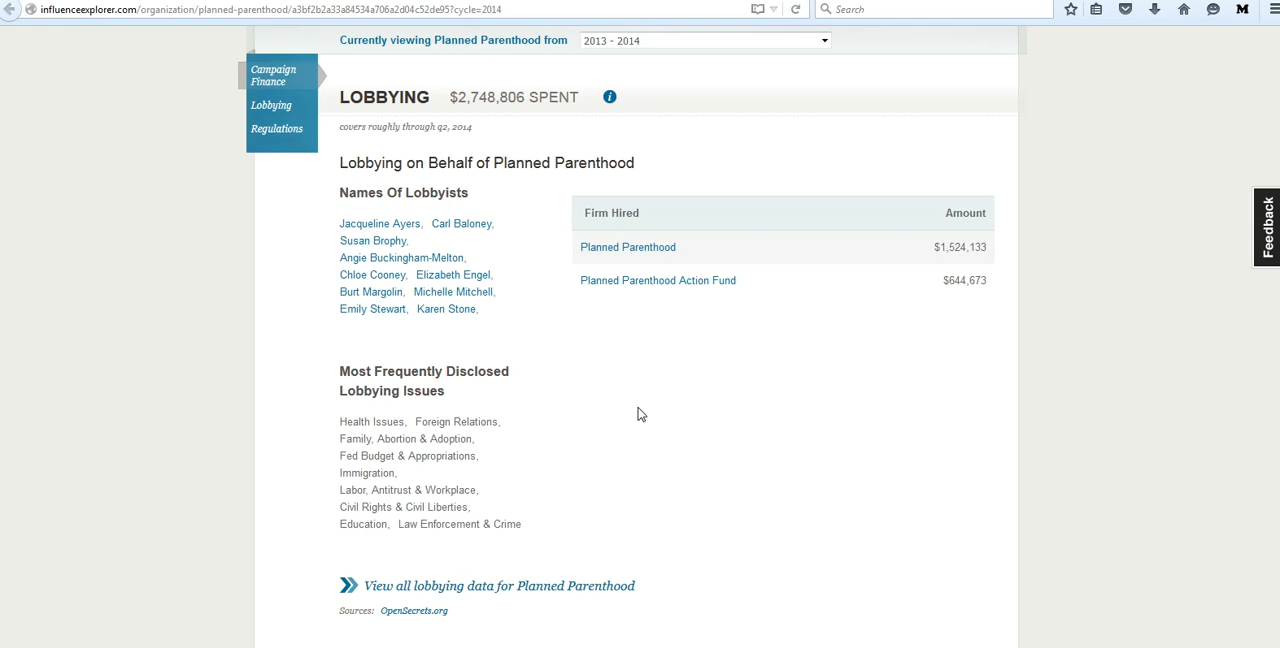 influenceexplorer.com/organization/planned-parenthood/a3bf2b2a33a84534a706a2d04c52de95?cycle=2014
Search
M
Currently viewing Planned Parenthood from
2013 - 2014
Campaign
Finance
Lobbying
Regulations
LOBBYING $2,748,806 SPENT i
covers roughly through q2, 2014
Lobbying on Behalf of Planned Parenthood
Names Of Lobbyists
Jacqueline Ayers, Carl Baloney,
Susan Brophy,
Angie Buckingham-Melton,
Chloe Cooney, Elizabeth Engel,
Burt Margolin, Michelle Mitchell,
Emily Stewart, Karen Stone,
Firm Hired Amount
Planned Parenthood $1,524,133
Planned Parenthood Action Fund $644,673
Most Frequently Disclosed
Lobbying Issues
Health Issues, Foreign Relations,
Family, Abortion & Adoption,
Fed Budget & Appropriations,
Immigration,
Labor, Antitrust & Workplace,
Civil Rights & Civil Liberties,
Education, Law Enforcement & Crime
View all lobbying data for Planned Parenthood
Sources: OpenSecrets.org
Feedback